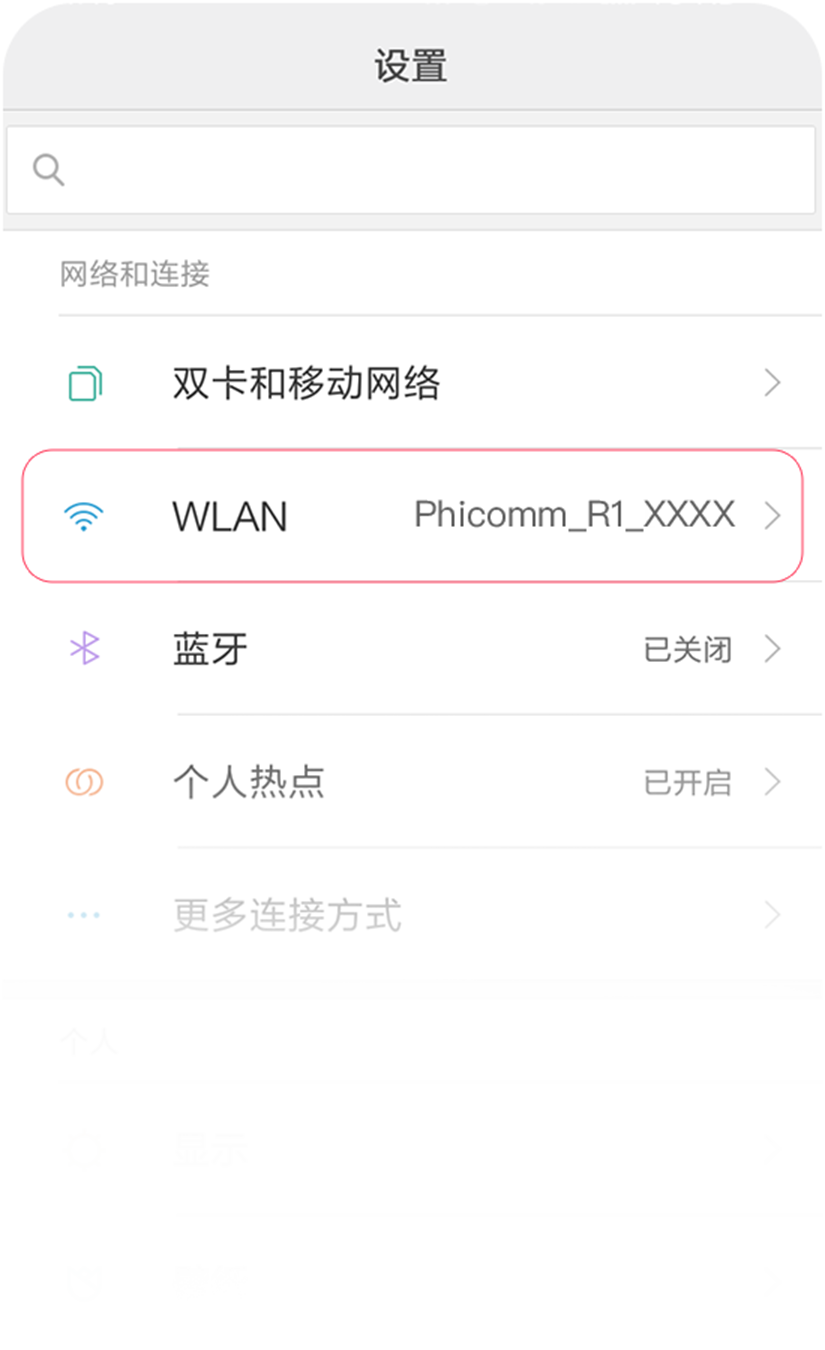 设置
网络和连接
双卡和移动网络
WLAN Phicomm_R1_XXXX
蓝牙 已关闭
个人热点 已开启
更多连接方式
个人
显示